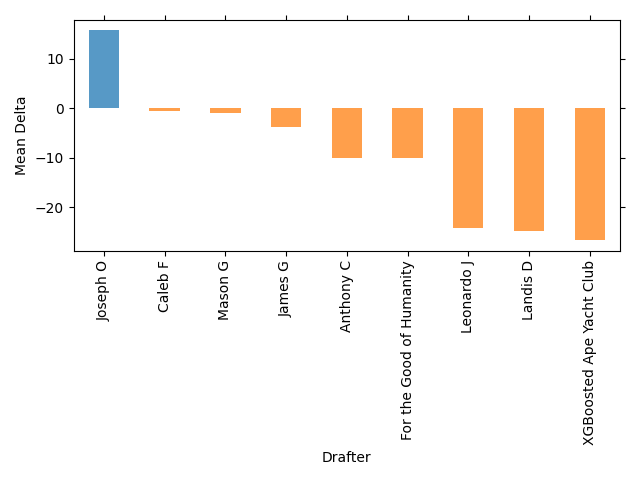 Mean Delta
10
0
−10
−20
Joseph O
Caleb F
Mason G
James G
Anthony C
For the Good of Humanity
Leonardo J
Landis D
XGBoosted Ape Yacht Club
Drafter